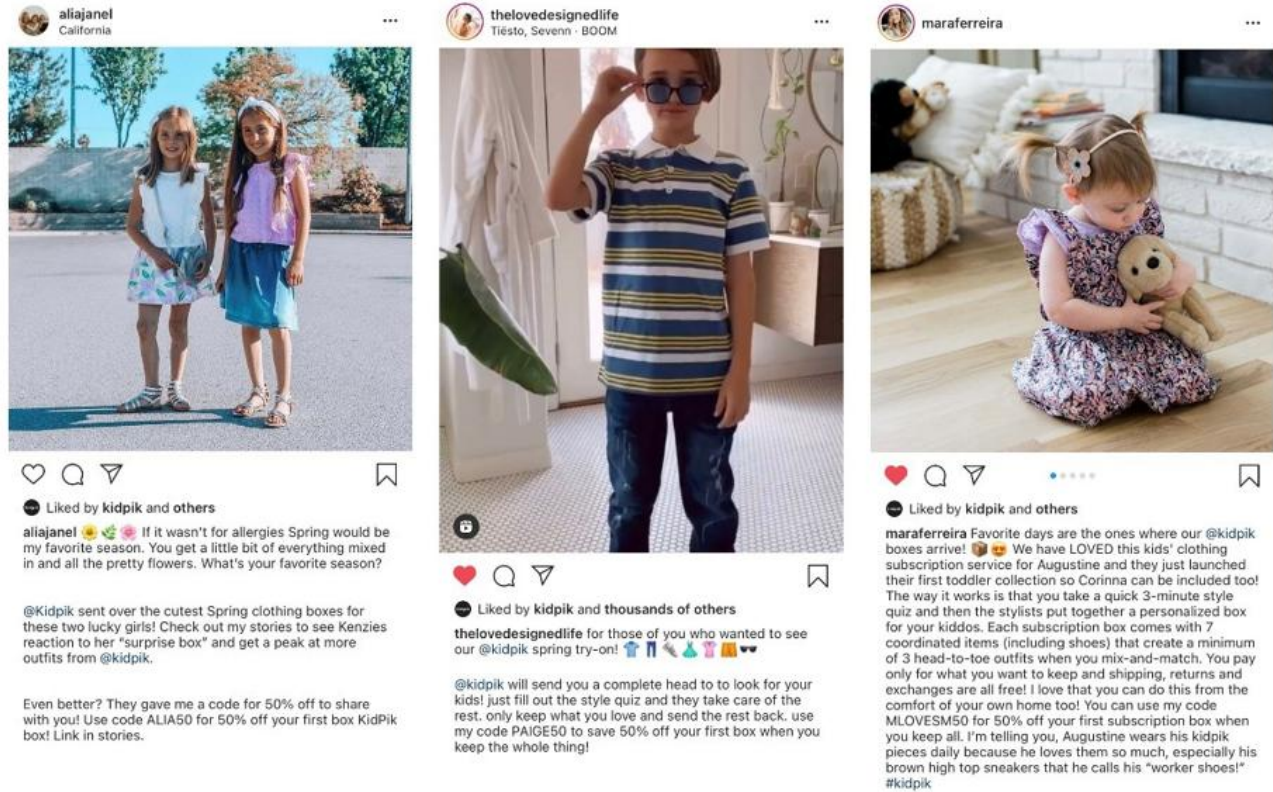 aliajanel
California
Liked by kidpik and others
aliajanel 🌼🌿🌸 If it wasn't for allergies Spring would be
my favorite season. You get a little bit of everything mixed
in and all the pretty flowers. What's your favorite season?
@Kidpik sent over the cutest Spring clothing boxes for
these two lucky girls! Check out my stories to see Kenzies
reaction to her “surprise box” and get a peak at more
outfits from @kidpik.
Even better? They gave me a code for 50% off to share
with you! Use code ALIA50 for 50% off your first box KidPik
box! Link in stories.
thelovedesignedlife
Tiësto, Sevenn · BOOM
Liked by kidpik and thousands of others
thelovedesignedlife for those of you who wanted to see
our @kidpik spring try-on! 👕👖👟👗👚🩳🕶️
@kidpik will send you a complete head to to look for your
kids! just fill out the style quiz and they take care of the
rest. only keep what you love and send the rest back. use
my code PAIGE50 to save 50% off your first box when you
keep the whole thing!
maraferreira
Liked by kidpik and others
maraferreira Favorite days are the ones where our @kidpik
boxes arrive! 📦😍 We have LOVED this kids' clothing
subscription service for Augustine and they just launched
their first toddler collection so Corinna can be included too!
The way it works is that you take a quick 3-minute style
quiz and then the stylists put together a personalized box
for your kiddos. Each subscription box comes with 7
coordinated items (including shoes) that create a minimum
of 3 head-to-toe outfits when you mix-and-match. You pay
only for what you want to keep and shipping, returns and
exchanges are all free! I love that you can do this from the
comfort of your own home too! You can use my code
MLOVESM50 for 50% off your first subscription box when
you keep all. I'm telling you, Augustine wears his kidpik
pieces daily because he loves them so much, especially his
brown high top sneakers that he calls his “worker shoes!”
#kidpik